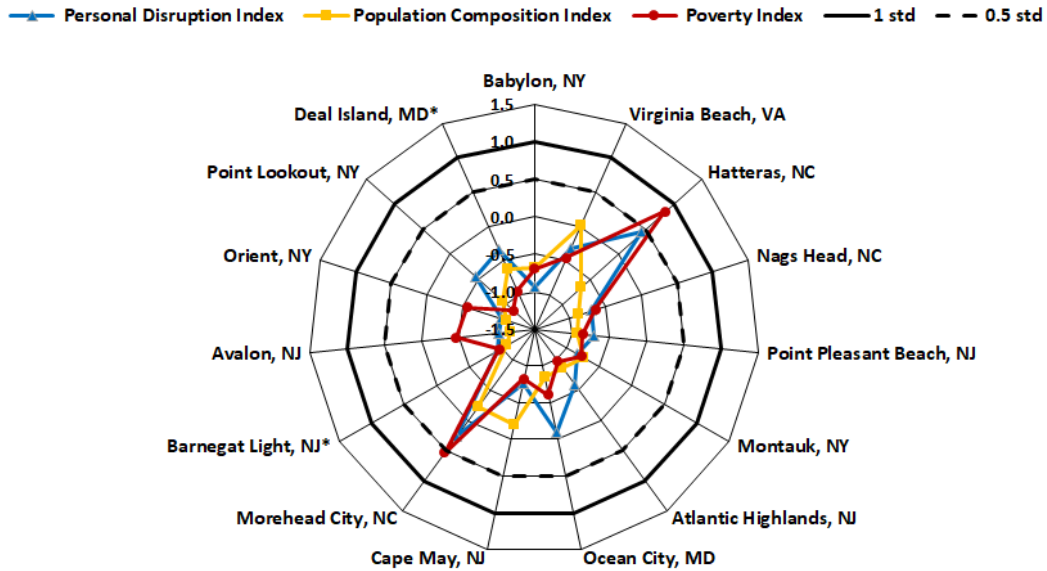 Personal Disruption Index Population Composition Index Poverty Index 1 std 0.5 std
Babylon, NY
Virginia Beach, VA
Hatteras, NC
Nags Head, NC
Point Pleasant Beach, NJ
Montauk, NY
Atlantic Highlands, NJ
Ocean City, MD
Cape May, NJ
Morehead City, NC
Barnegat Light, NJ*
Avalon, NJ
Orient, NY
Point Lookout, NY
Deal Island, MD*
1.5
1.0
0.5
0.0
-0.5
-1.0
-1.5